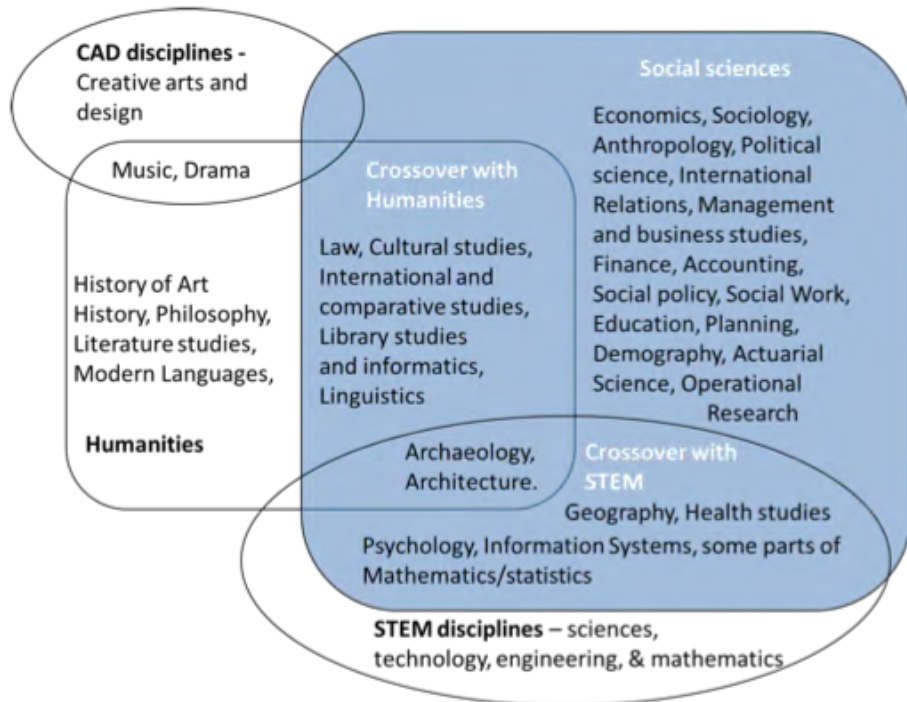 CAD disciplines -
Creative arts and
design
Music, Drama
History of Art
History, Philosophy,
Literature studies,
Modern Languages,
Humanities
Crossover with
Humanities
Law, Cultural studies,
International and
comparative studies,
Library studies
and informatics,
Linguistics
Archaeology,
Architecture.
Social sciences
Economics, Sociology,
Anthropology, Political
science, International
Relations, Management
and business studies,
Finance, Accounting,
Social policy, Social Work,
Education, Planning,
Demography, Actuarial
Science, Operational
Research
Crossover with
STEM
Geography, Health studies
Psychology, Information Systems, some parts of
Mathematics/statistics
STEM disciplines – sciences,
technology, engineering, & mathematics